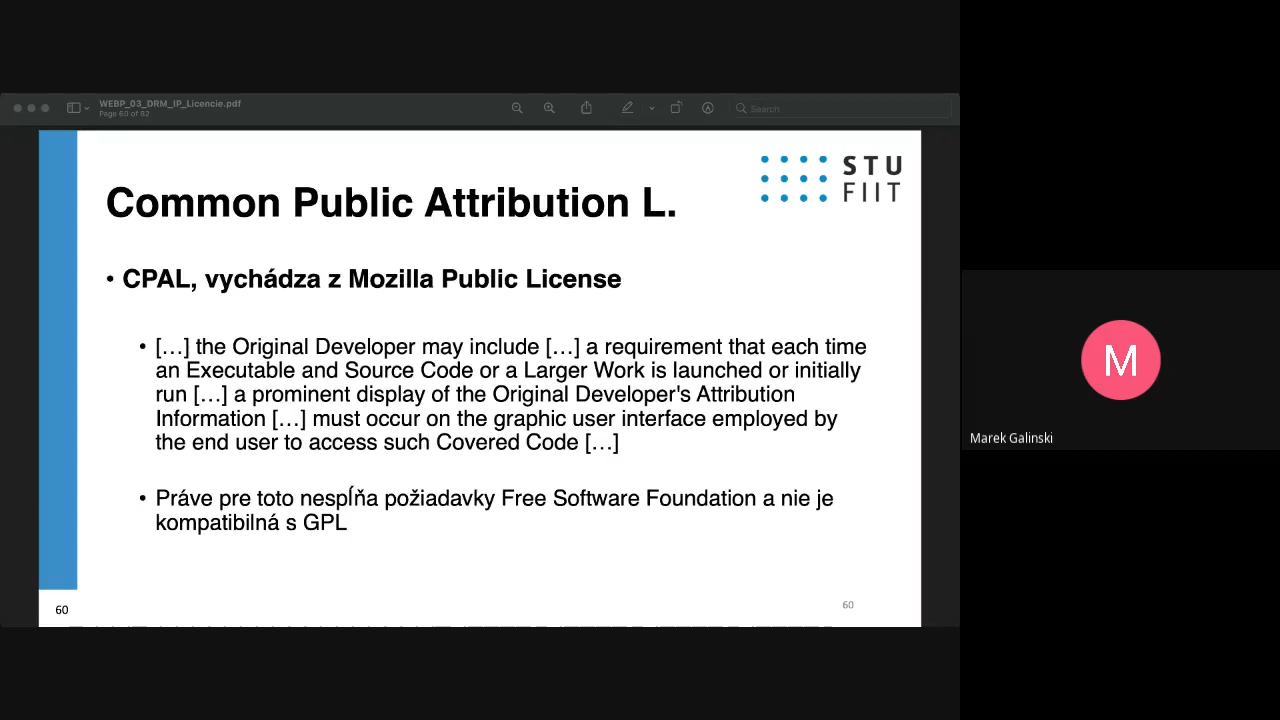 WEBP_03_DRM_IP_Licencie.pdf
Page 60 of 82
Search
STU
FIIT
Common Public Attribution L.
• CPAL, vychádza z Mozilla Public License
• […] the Original Developer may include […] a requirement that each time
an Executable and Source Code or a Larger Work is launched or initially
run […] a prominent display of the Original Developer's Attribution
Information […] must occur on the graphic user interface employed by
the end user to access such Covered Code […]
• Práve pre toto nespĺňa požiadavky Free Software Foundation a nie je
kompatibilná s GPL
60
60
M
Marek Galinski